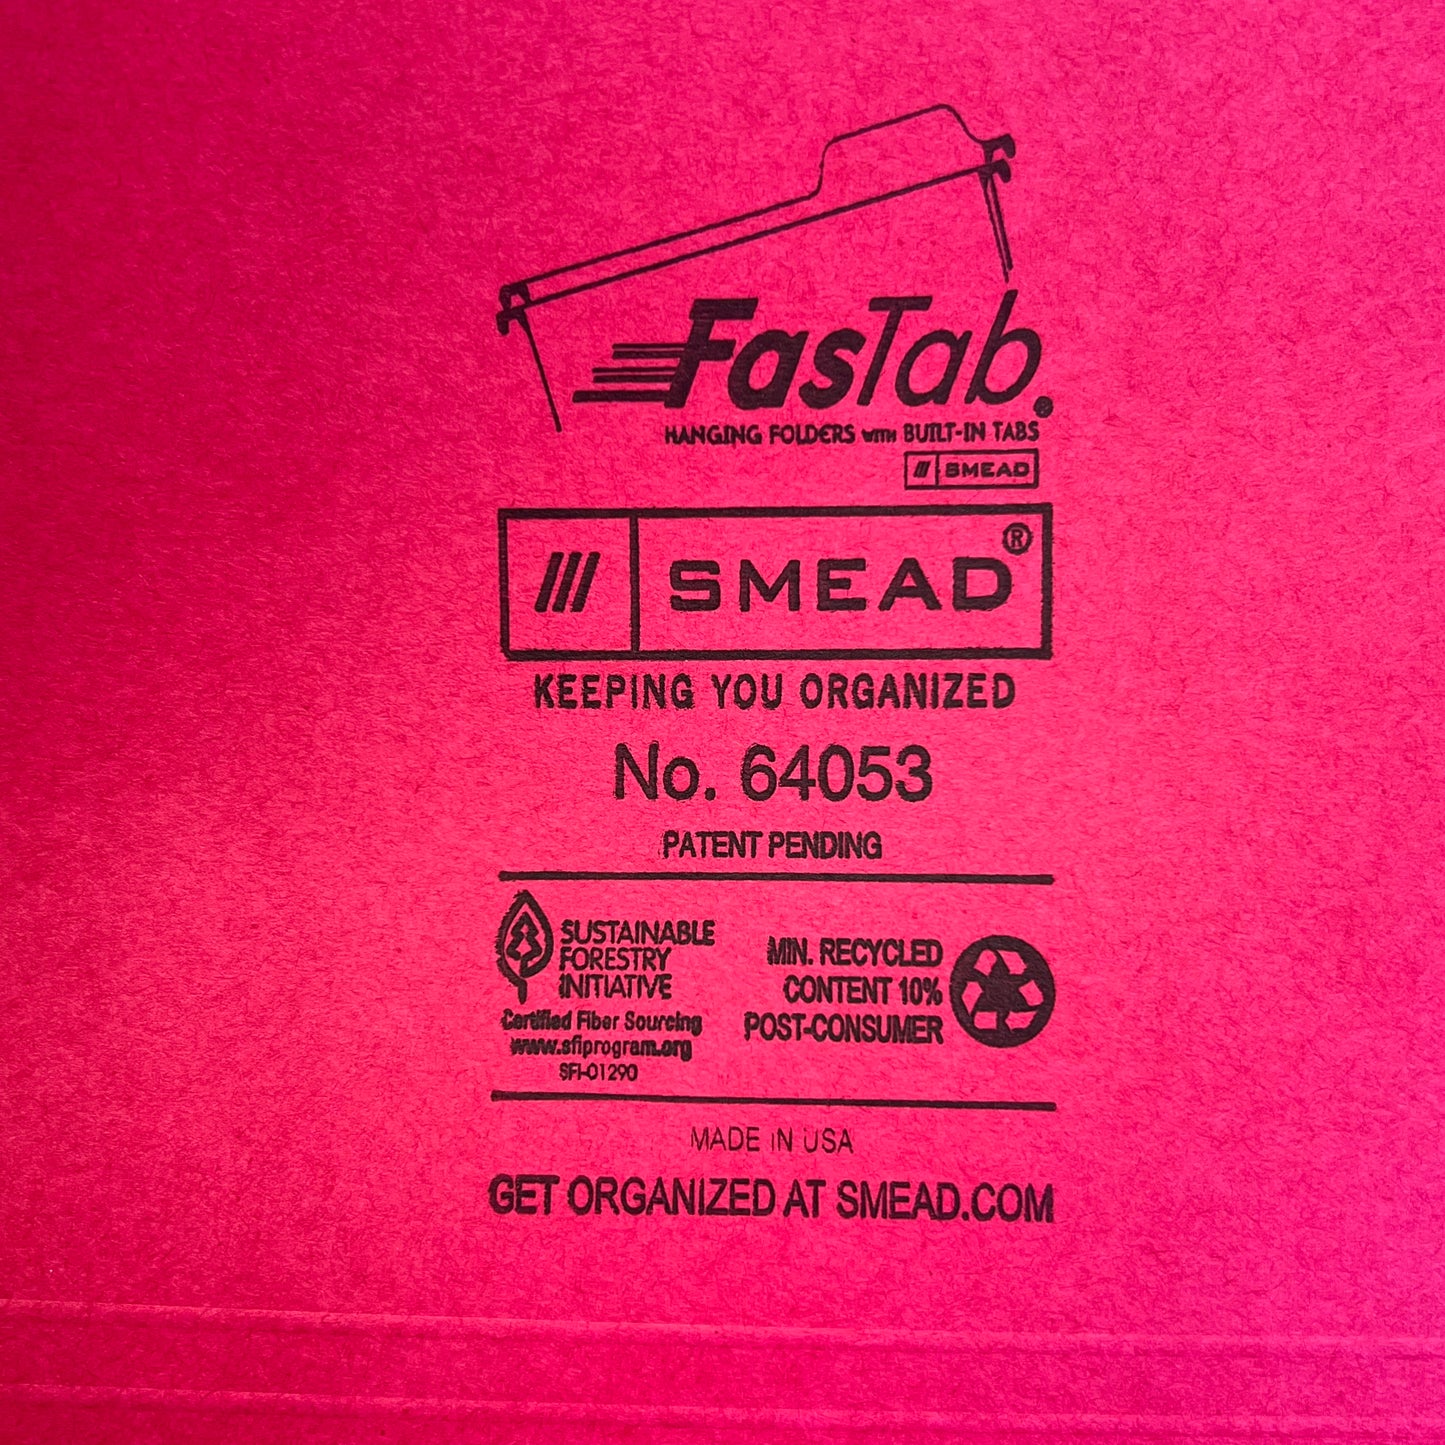 FasTab®
HANGING FOLDERS WITH BUILT-IN TABS
SMEAD
SMEAD®
KEEPING YOU ORGANIZED
No. 64053
PATENT PENDING
SUSTAINABLE
FORESTRY
INITIATIVE
Certified Fiber Sourcing
www.sfiprogram.org
SFI-01290
MIN. RECYCLED
CONTENT 10%
POST-CONSUMER
MADE IN USA
GET ORGANIZED AT SMEAD.COM